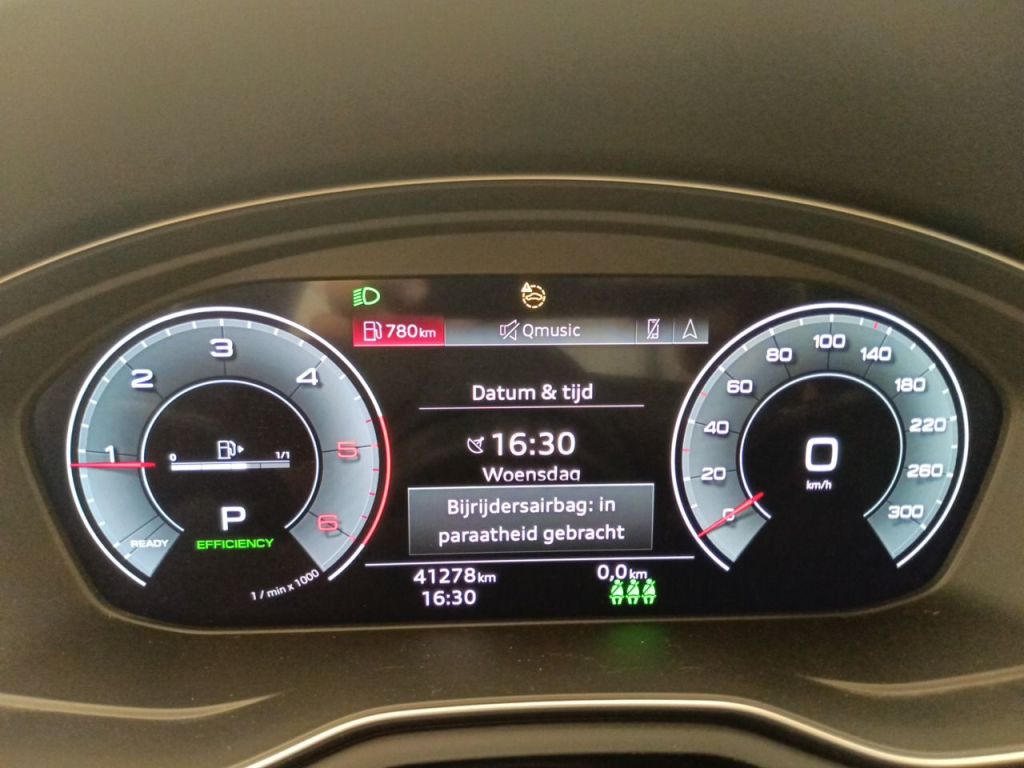 780km
Qmusic
Datum & tijd
16:30
Woensdag
Bijrijdersairbag: in
paraatheid gebracht
41278km
0,0km
16:30
1
2
3
4
5
6
0
1/1
P
READY
EFFICIENCY
1 / min x 1000
0
20
40
60
80
100
140
180
220
260
300
0
km/h